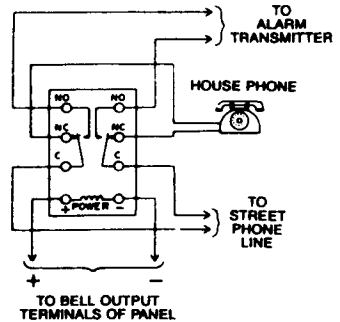 TO
ALARM
TRANSMITTER
HOUSE PHONE
NO NO
NC NC
C C
+ POWER -
TO
STREET
PHONE
LINE
+ -
TO BELL OUTPUT
TERMINALS OF PANEL